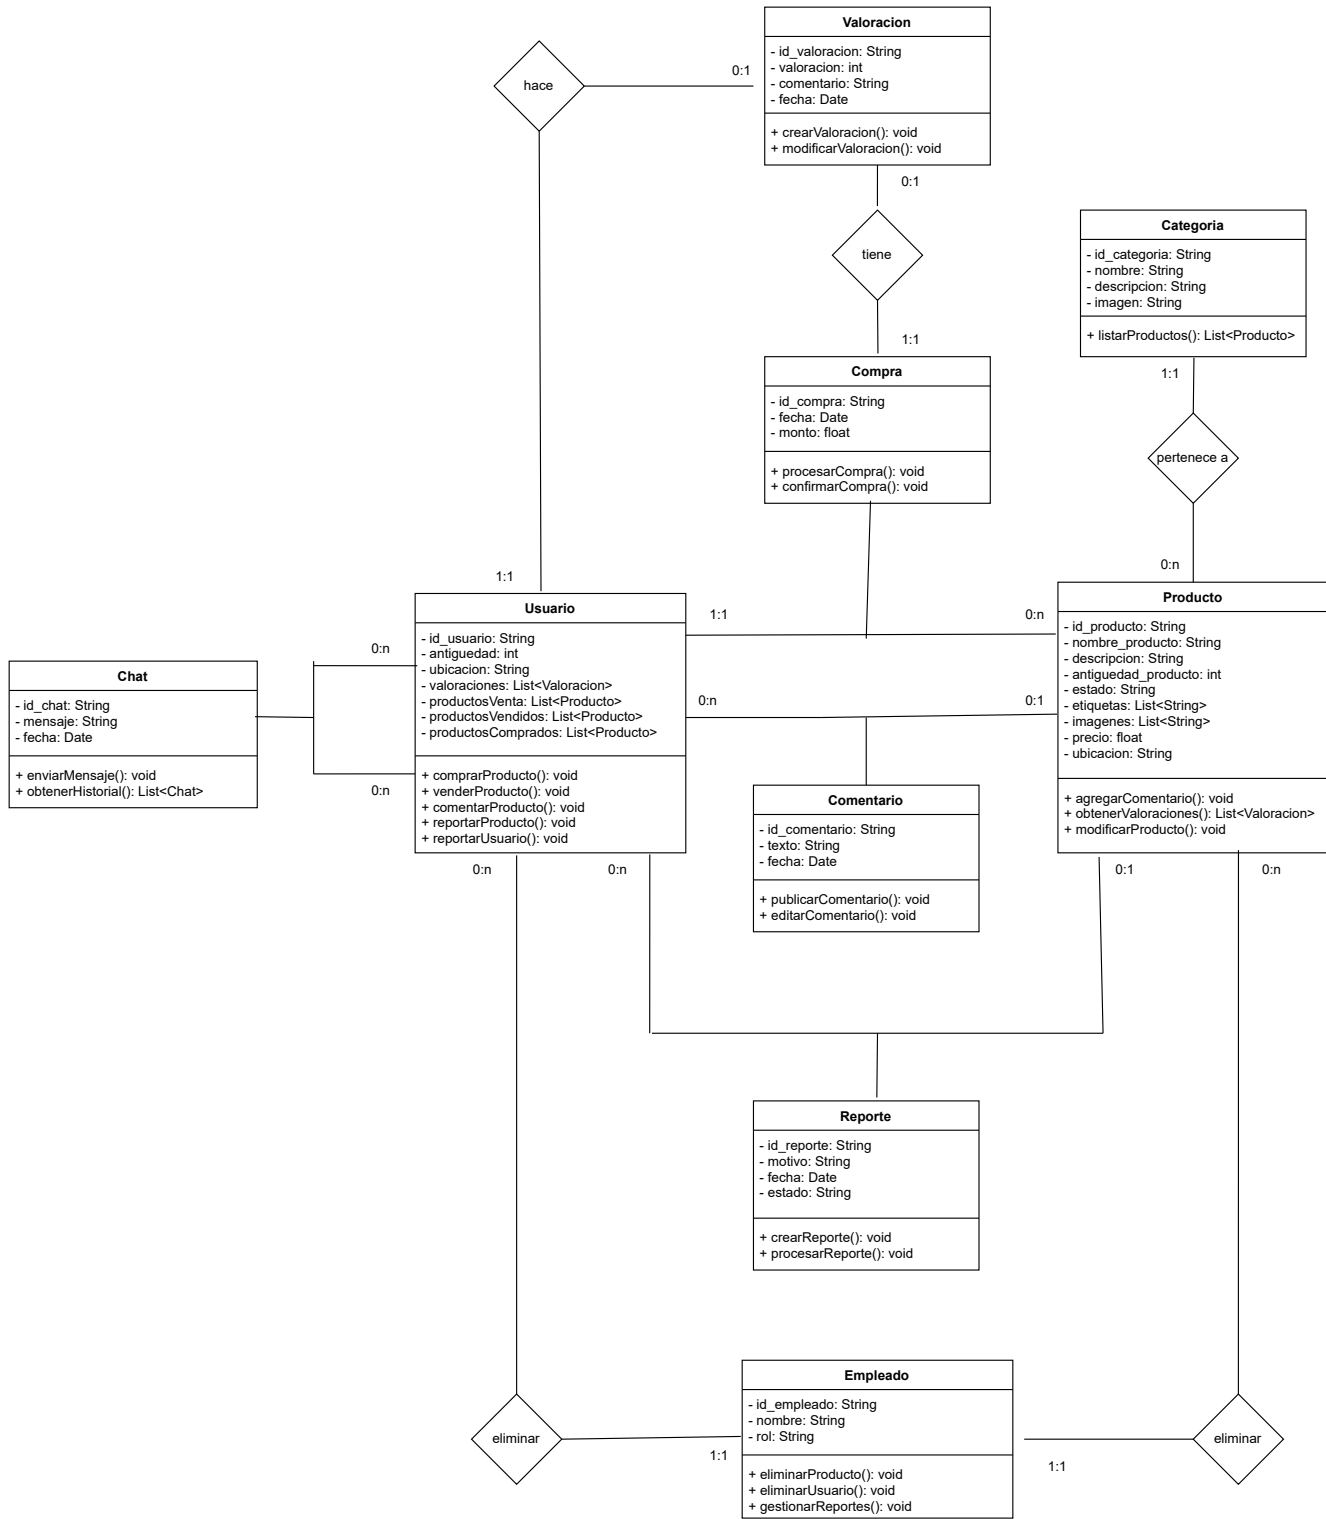 Valoracion
- id_valoracion: String
- valoracion: int
- comentario: String
- fecha: Date
+ crearValoracion(): void
+ modificarValoracion(): void
hace
0:1
0:1
tiene
1:1
Categoria
- id_categoria: String
- nombre: String
- descripcion: String
- imagen: String
+ listarProductos(): List<Producto>
1:1
pertenece a
0:n
Compra
- id_compra: String
- fecha: Date
- monto: float
+ procesarCompra(): void
+ confirmarCompra(): void
1:1
Usuario
- id_usuario: String
- antiguedad: int
- ubicacion: String
- valoraciones: List<Valoracion>
- productosVenta: List<Producto>
- productosVendidos: List<Producto>
- productosComprados: List<Producto>
+ comprarProducto(): void
+ venderProducto(): void
+ comentarProducto(): void
+ reportarProducto(): void
+ reportarUsuario(): void
1:1
0:n
0:n
0:1
Producto
- id_producto: String
- nombre_producto: String
- descripcion: String
- antiguedad_producto: int
- estado: String
- etiquetas: List<String>
- imagenes: List<String>
- precio: float
- ubicacion: String
+ agregarComentario(): void
+ obtenerValoraciones(): List<Valoracion>
+ modificarProducto(): void
Chat
- id_chat: String
- mensaje: String
- fecha: Date
+ enviarMensaje(): void
+ obtenerHistorial(): List<Chat>
0:n
0:n
Comentario
- id_comentario: String
- texto: String
- fecha: Date
+ publicarComentario(): void
+ editarComentario(): void
0:n
0:n
0:1
0:n
Reporte
- id_reporte: String
- motivo: String
- fecha: Date
- estado: String
+ crearReporte(): void
+ procesarReporte(): void
Empleado
- id_empleado: String
- nombre: String
- rol: String
+ eliminarProducto(): void
+ eliminarUsuario(): void
+ gestionarReportes(): void
eliminar
1:1
1:1
eliminar